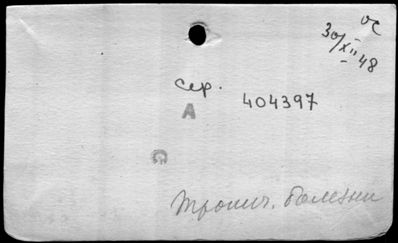 ос
30/XII 48
сер.
404397
А
Тропич. болезни